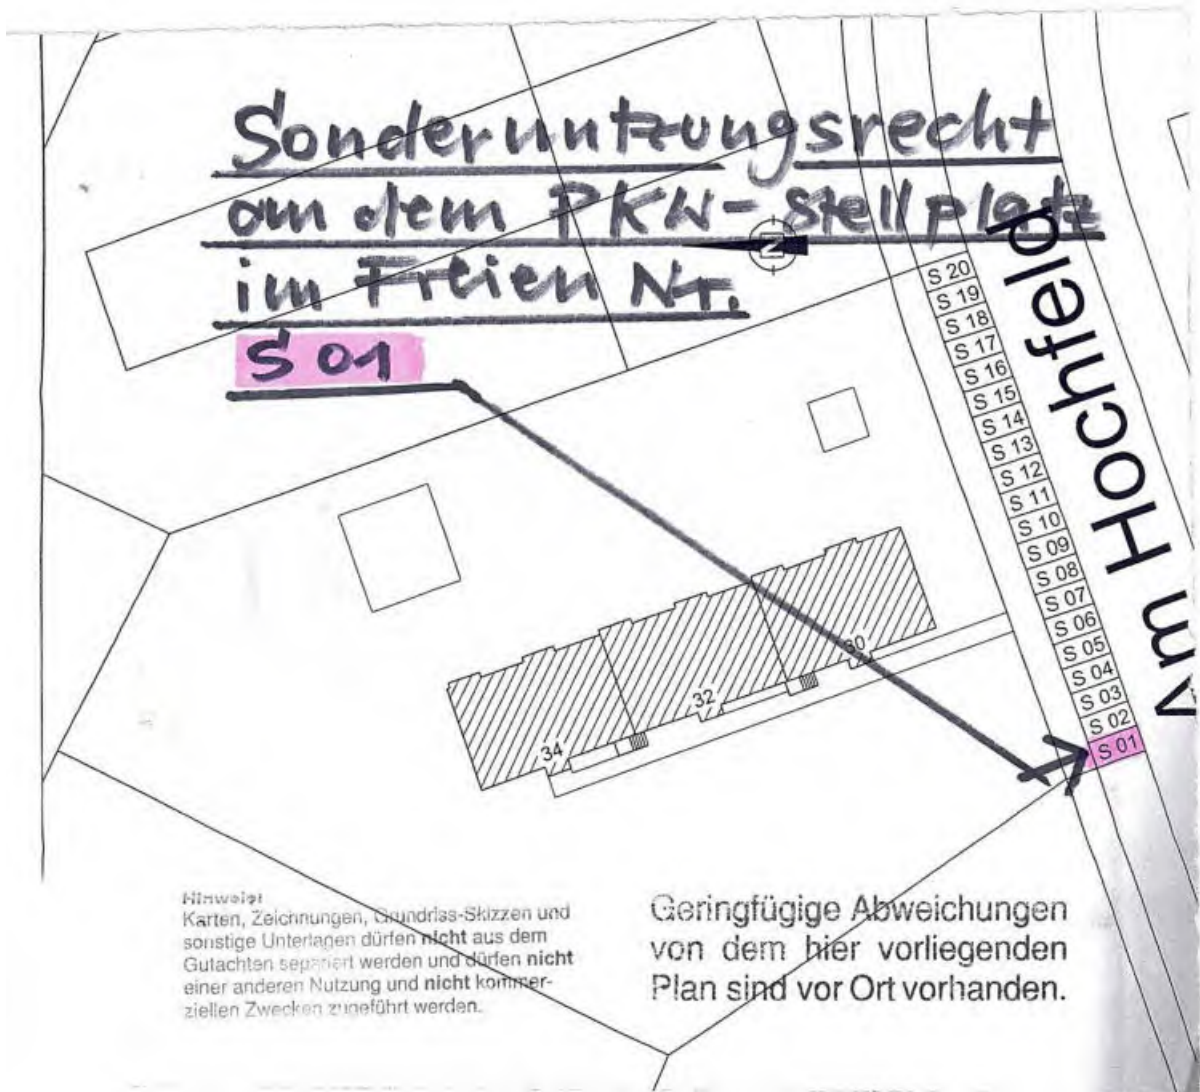 Sondernutzungsrecht
an dem PKW-Stellplatz
im Freien Nr.
S 01
N
S 20
S 19
S 18
S 17
S 16
S 15
S 14
S 13
S 12
S 11
S 10
S 09
S 08
S 07
S 06
S 05
S 04
S 03
S 02
S 01
Am Hochfeld
30
32
34
Hinweis!
Karten, Zeichnungen, Grundriss-Skizzen und
sonstige Unterlagen dürfen nicht aus dem
Gutachten separiert werden und dürfen nicht
einer anderen Nutzung und nicht kommer-
ziellen Zwecken zugeführt werden.
Geringfügige Abweichungen
von dem hier vorliegenden
Plan sind vor Ort vorhanden.